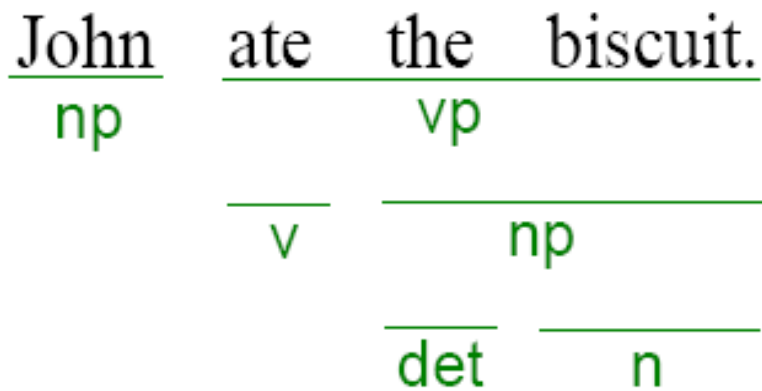 John ate the biscuit.
np vp
v np
det n